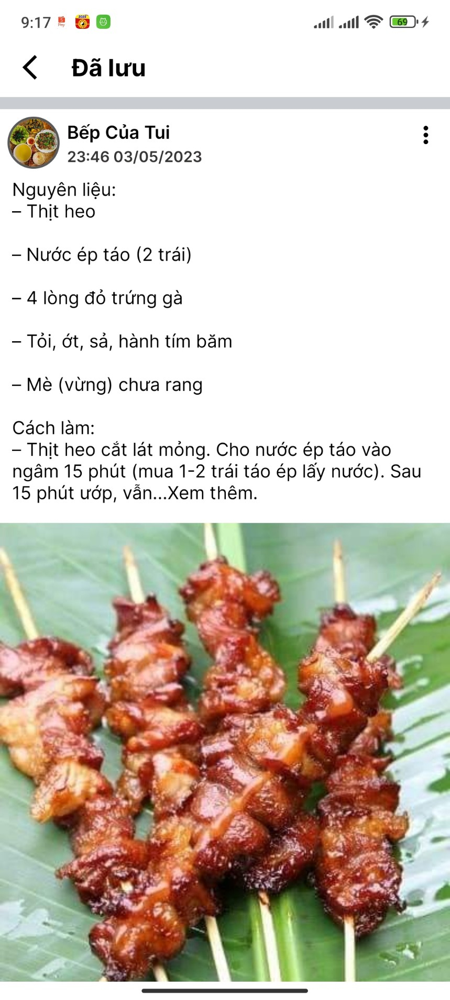 9:17
69
Đã lưu
Bếp Của Tui
23:46 03/05/2023
Nguyên liệu:
– Thịt heo
– Nước ép táo (2 trái)
– 4 lòng đỏ trứng gà
– Tỏi, ớt, sả, hành tím băm
– Mè (vừng) chưa rang
Cách làm:
– Thịt heo cắt lát mỏng. Cho nước ép táo vào
ngâm 15 phút (mua 1-2 trái táo ép lấy nước). Sau
15 phút ướp, vẫn...Xem thêm.